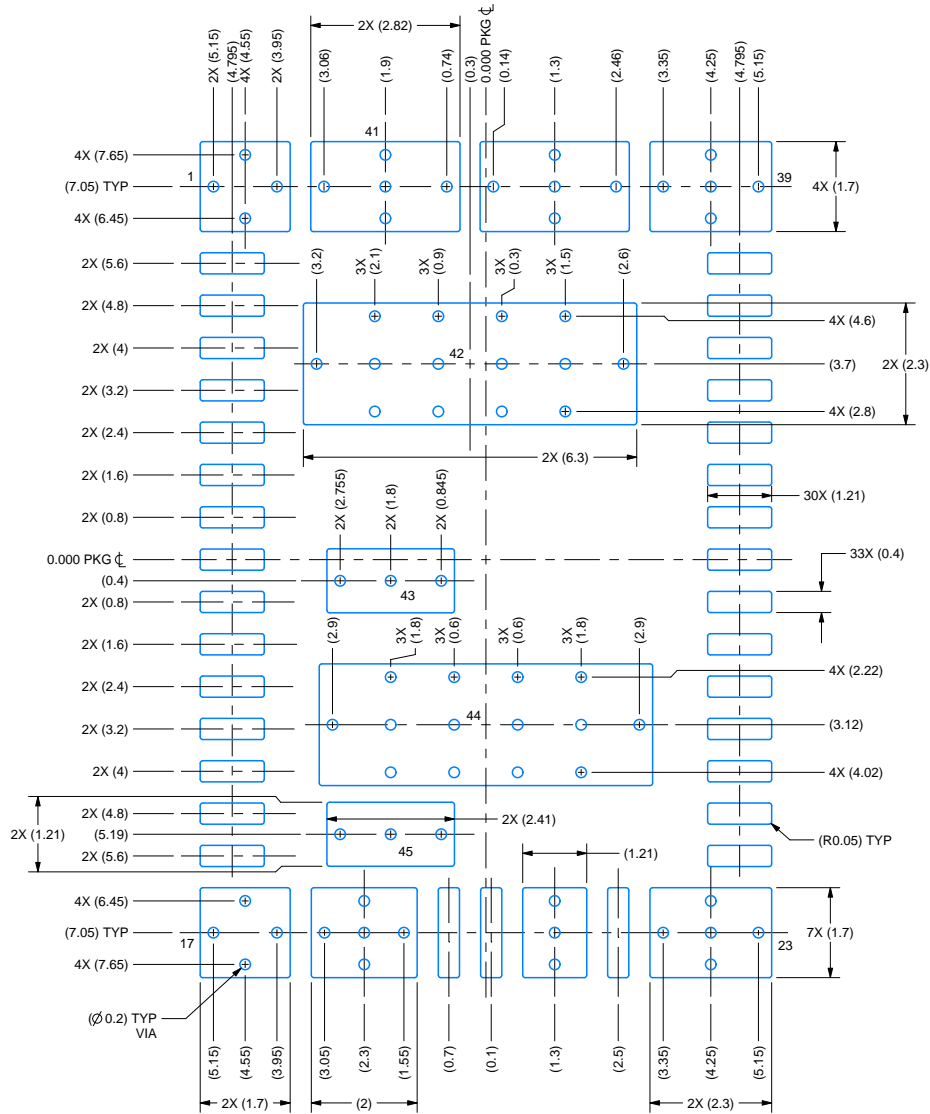 2X (5.15)
(4.795)
4X (4.55)
2X (3.95)
2X (2.82)
(3.06)
(1.9)
(0.74)
(0.3)
0.000 PKG ℄
(0.14)
(1.3)
(2.46)
(3.35)
(4.25)
(4.795)
(5.15)
41
4X (7.65)
1
(7.05) TYP
39
4X (1.7)
4X (6.45)
2X (5.6)
(3.2)
3X (2.1)
3X (0.9)
3X (0.3)
3X (1.5)
(2.6)
2X (4.8)
4X (4.6)
2X (4)
42
(3.7)
2X (2.3)
2X (3.2)
4X (2.8)
2X (2.4)
2X (6.3)
2X (1.6)
30X (1.21)
2X (2.755)
2X (1.8)
2X (0.845)
2X (0.8)
0.000 PKG ℄
33X (0.4)
(0.4)
43
2X (0.8)
(2.9)
3X (1.8)
3X (0.6)
3X (0.6)
3X (1.8)
(2.9)
2X (1.6)
4X (2.22)
2X (2.4)
44
2X (3.2)
(3.12)
2X (4)
4X (4.02)
2X (4.8)
2X (1.21)
2X (2.41)
(5.19)
45
(1.21)
(R0.05) TYP
2X (5.6)
4X (6.45)
(7.05) TYP
17
23
7X (1.7)
4X (7.65)
(Ø0.2) TYP
VIA
(5.15)
(4.55)
(3.95)
(3.05)
(2.3)
(1.55)
(0.7)
(0.1)
(1.3)
(2.5)
(3.35)
(4.25)
(5.15)
2X (1.7)
(2)
2X (2.3)